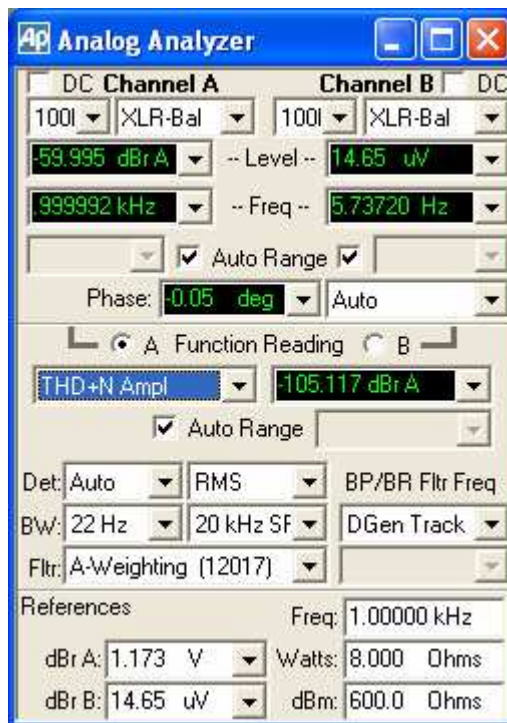 Ap Analog Analyzer
DC Channel A Channel B DC
100 XLR-Bal 100 XLR-Bal
-59.995 dBr A -- Level -- 14.65 uV
.999992 kHz -- Freq -- 5.73720 Hz
Auto Range
Phase: -0.05 deg Auto
A Function Reading B
THD+N Ampl -105.117 dBr A
Auto Range
Det: Auto RMS BP/BR Fltr Freq
BW: 22 Hz 20 kHz SF DGen Track
Fltr: A-Weighting (12017)
References Freq: 1.00000 kHz
dBr A: 1.173 V Watts: 8.000 Ohms
dBr B: 14.65 uV dBm: 600.0 Ohms